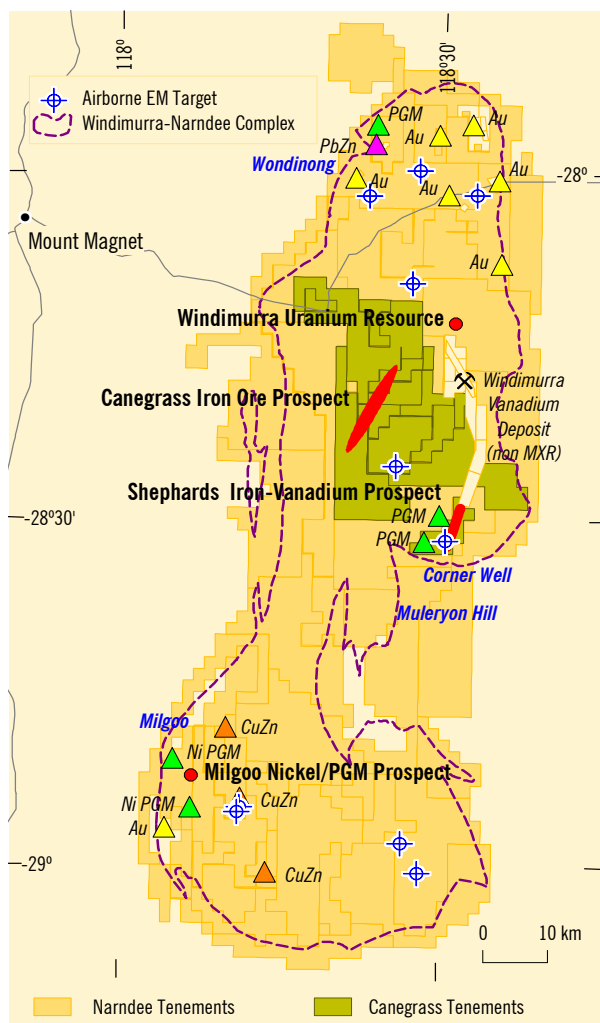 118°
118°30'
Airborne EM Target
Windimurra-Narndee Complex
PGM
Au
Au
PbZn
Wondinong
Au
Au
Au
-28°
Mount Magnet
Au
Windimurra Uranium Resource
Canegrass Iron Ore Prospect
Windimurra
Vanadium
Deposit
(non MXR)
Shephards Iron-Vanadium Prospect
-28°30'
PGM
PGM
Corner Well
Muleryon Hill
Milgoo
CuZn
Ni PGM
Milgoo Nickel/PGM Prospect
Ni PGM
CuZn
Au
-29°
CuZn
0 10 km
Narndee Tenements
Canegrass Tenements